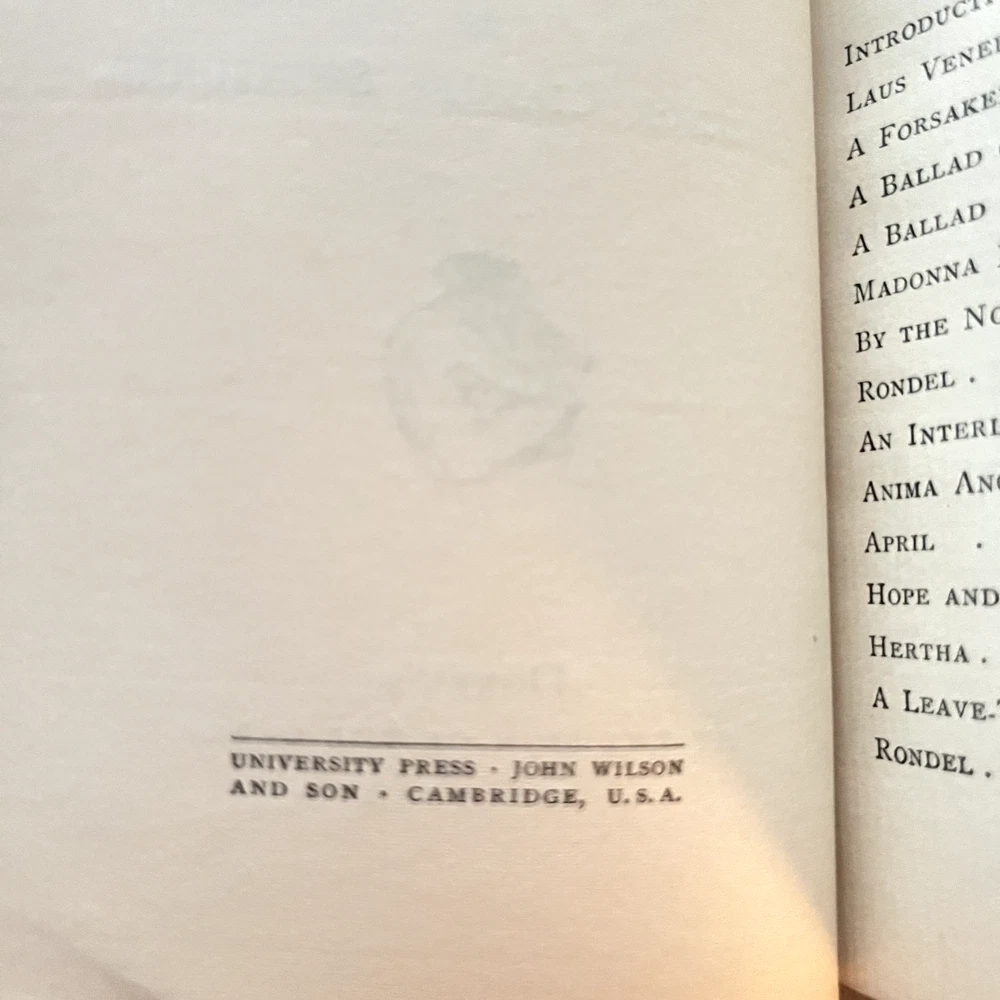 UNIVERSITY PRESS · JOHN WILSON
AND SON · CAMBRIDGE, U.S.A.
INTRODUCT
LAUS VENE
A FORSAKE
A BALLAD
A BALLAD
MADONNA
BY THE NO
RONDEL .
AN INTERL
ANIMA ANC
APRIL .
HOPE AND
HERTHA .
A LEAVE-T
RONDEL .